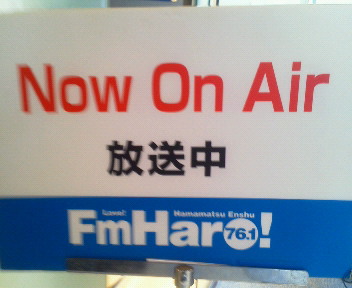 Now On Air
放送中
Local Hamamatsu Enshu
FmHaro!
76.1